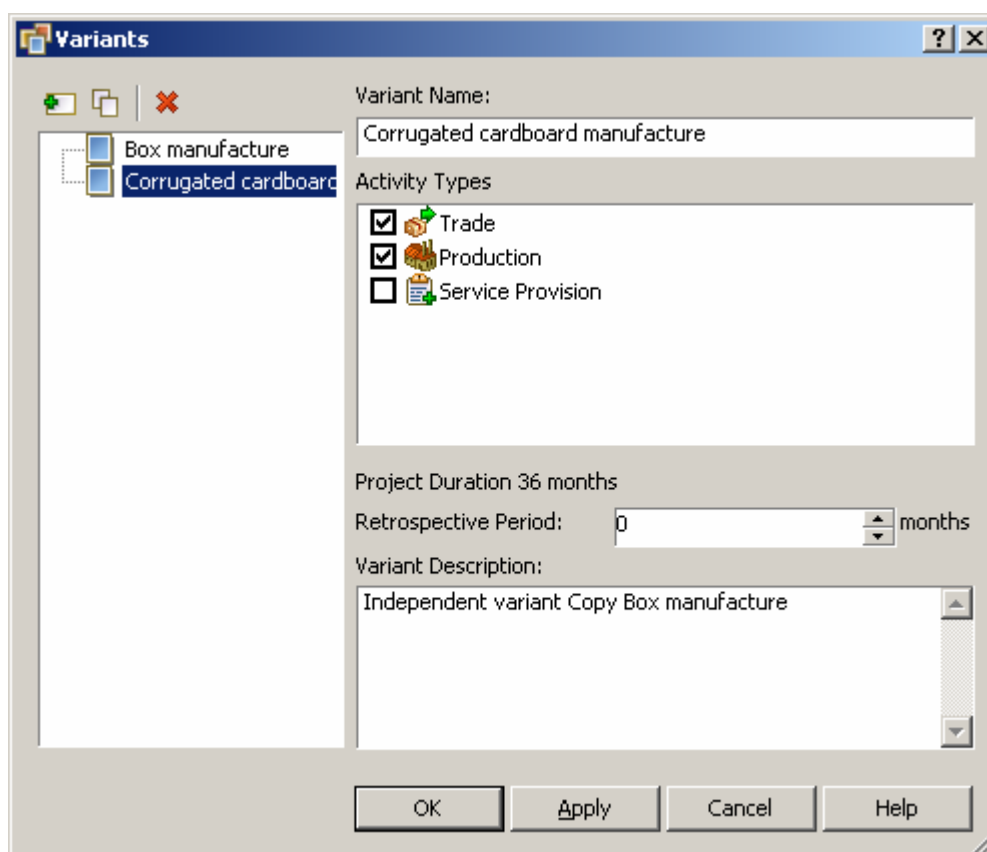 Variants
Variant Name:
Box manufacture
Corrugated cardboard
Corrugated cardboard manufacture
Activity Types
Trade
Production
Service Provision
Project Duration 36 months
Retrospective Period: 0 months
Variant Description:
Independent variant Copy Box manufacture
OK Apply Cancel Help